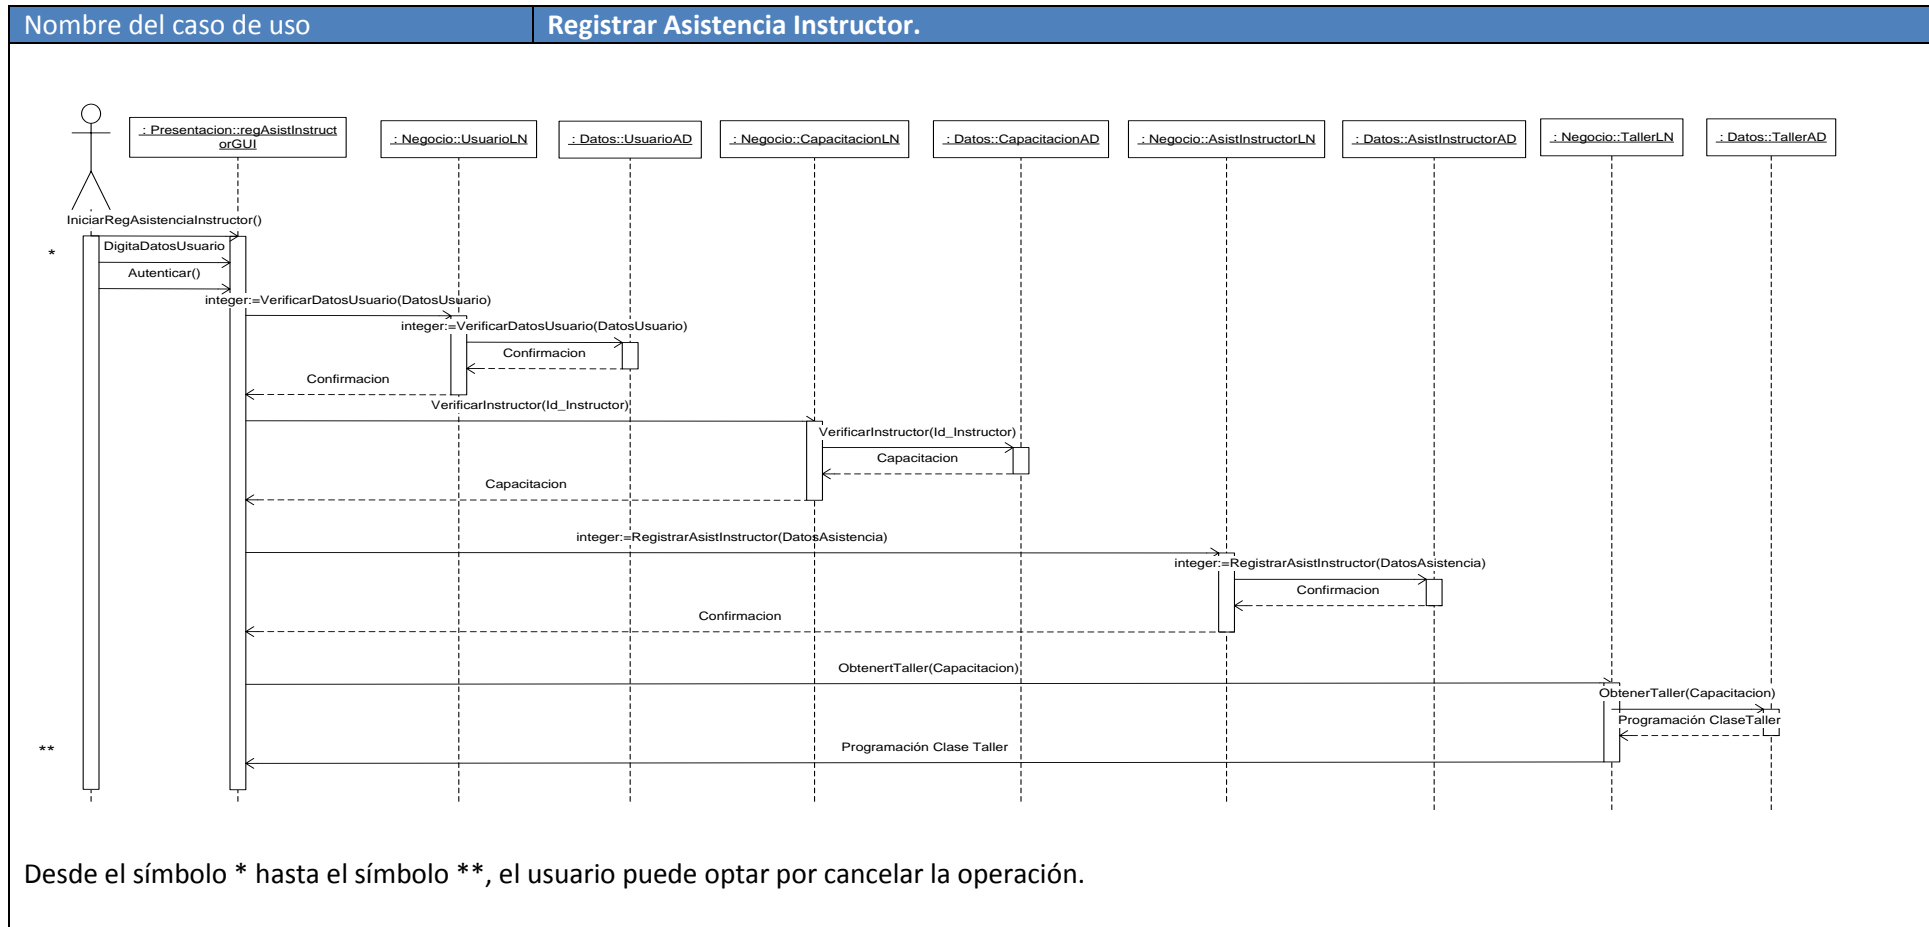 Nombre del caso de uso
Registrar Asistencia Instructor.
: Presentacion::regAsistInstruct
orGUI
: Negocio::UsuarioLN
: Datos::UsuarioAD
: Negocio::CapacitacionLN
: Datos::CapacitacionAD
: Negocio::AsistInstructorLN
: Datos::AsistInstructorAD
: Negocio::TallerLN
: Datos::TallerAD
IniciarRegAsistenciaInstructor()
*
DigitaDatosUsuario
Autenticar()
integer:=VerificarDatosUsuario(DatosUsuario)
integer:=VerificarDatosUsuario(DatosUsuario)
Confirmacion
Confirmacion
VerificarInstructor(Id_Instructor)
VerificarInstructor(Id_Instructor)
Capacitacion
Capacitacion
integer:=RegistrarAsistInstructor(DatosAsistencia)
integer:=RegistrarAsistInstructor(DatosAsistencia)
Confirmacion
Confirmacion
ObtenertTaller(Capacitacion)
ObtenerTaller(Capacitacion)
Programación ClaseTaller
**
Programación Clase Taller
Desde el símbolo * hasta el símbolo **, el usuario puede optar por cancelar la operación.